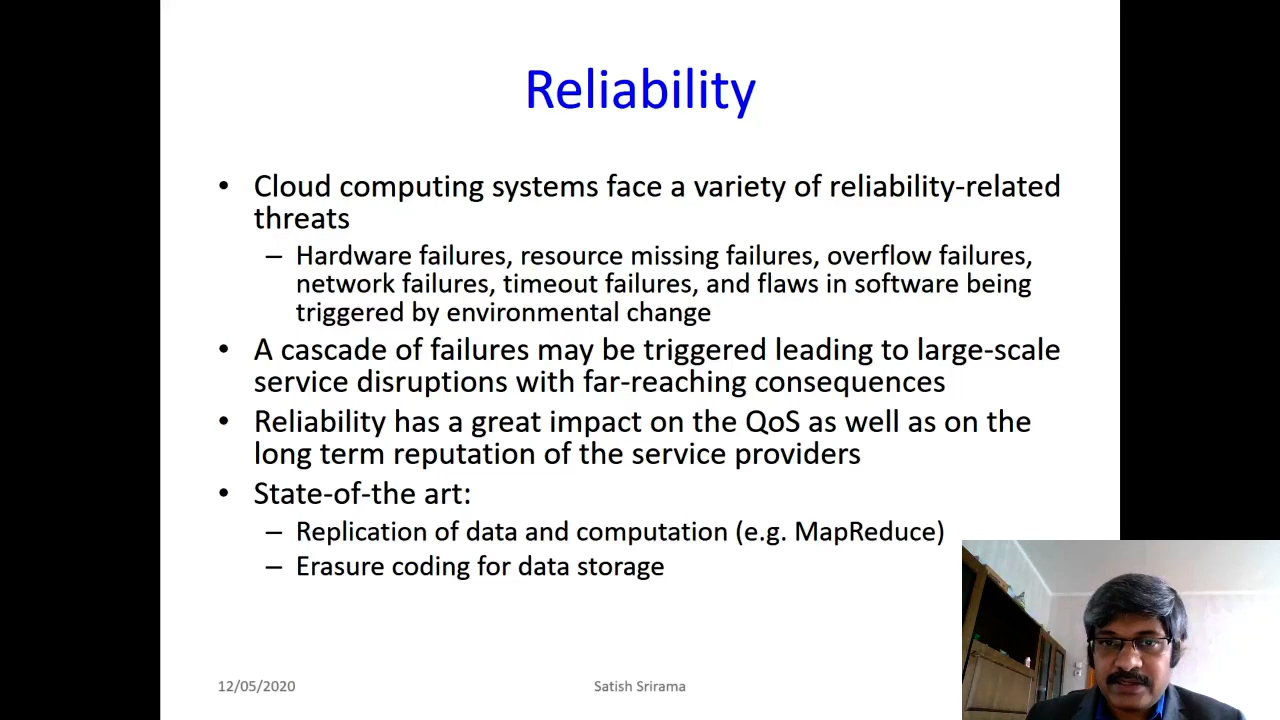 Reliability
• Cloud computing systems face a variety of reliability-related
threats
– Hardware failures, resource missing failures, overflow failures,
network failures, timeout failures, and flaws in software being
triggered by environmental change
• A cascade of failures may be triggered leading to large-scale
service disruptions with far-reaching consequences
• Reliability has a great impact on the QoS as well as on the
long term reputation of the service providers
• State-of-the art:
– Replication of data and computation (e.g. MapReduce)
– Erasure coding for data storage
12/05/2020
Satish Srirama